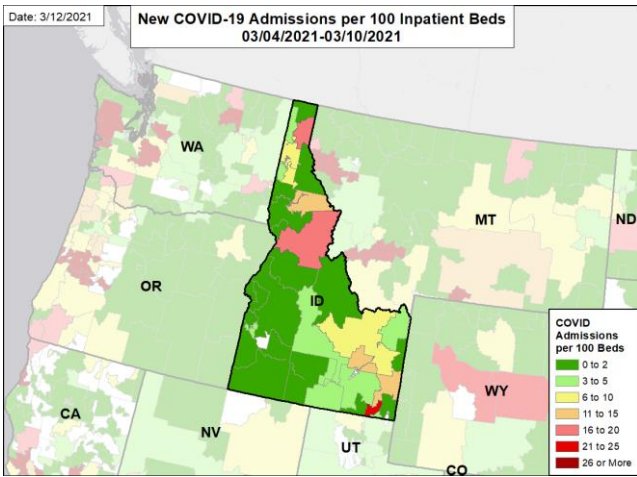 Date: 3/12/2021
New COVID-19 Admissions per 100 Inpatient Beds
03/04/2021-03/10/2021
WA
MT
ND
OR
ID
WY
CA
NV
UT
CO
COVID
Admissions
per 100 Beds
0 to 2
3 to 5
6 to 10
11 to 15
16 to 20
21 to 25
26 or More